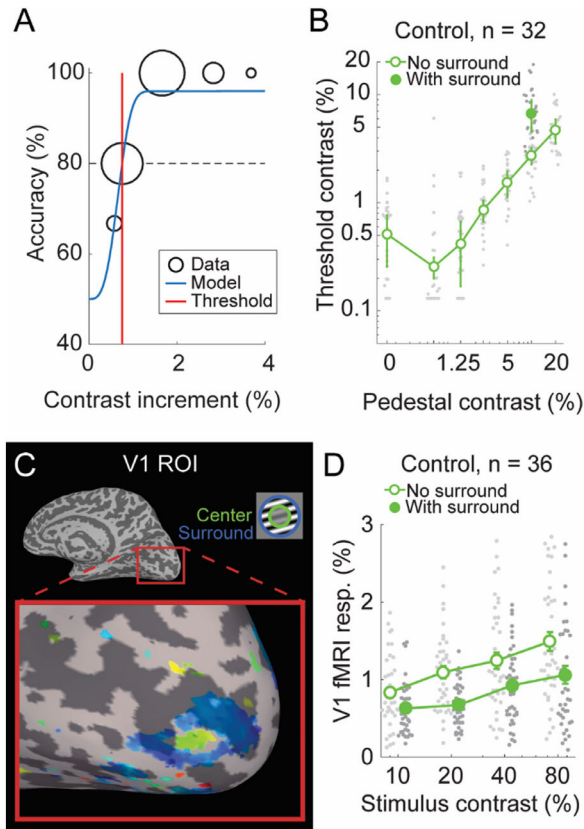 A
100
80
60
40
Accuracy (%)
Data
Model
Threshold
0
2
4
Contrast increment (%)
B
Control, n = 32
No surround
With surround
20
10
5
2
1
0.5
0.1
Threshold contrast (%)
0
1.25
5
20
Pedestal contrast (%)
C
V1 ROI
Center
Surround
D
Control, n = 36
No surround
With surround
3
2
1
0
V1 fMRI resp. (%)
10
20
40
80
Stimulus contrast (%)